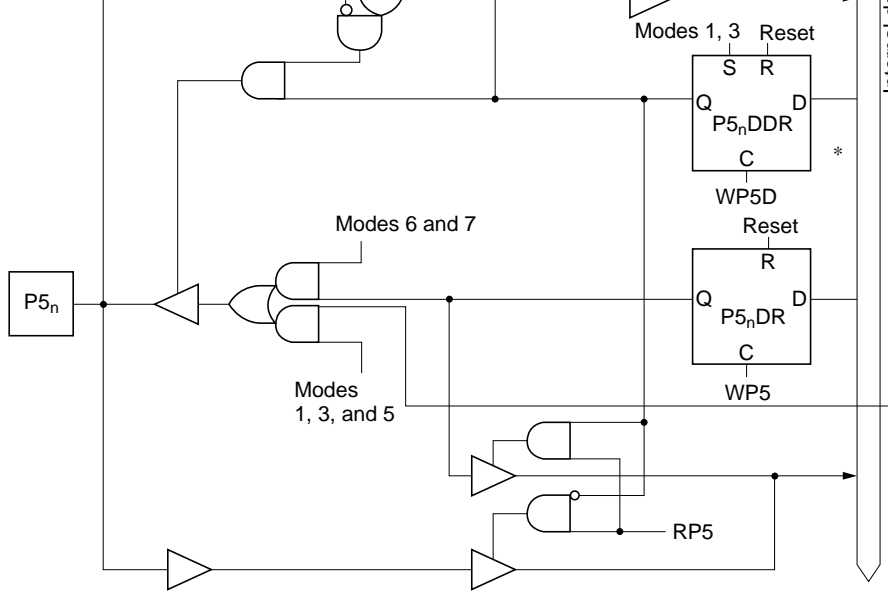 Modes 1, 3
Reset
S
R
Q
D
P5nDDR
C
*
WP5D
Modes 6 and 7
Reset
R
P5n
Q
D
P5nDR
C
WP5
Modes
1, 3, and 5
RP5